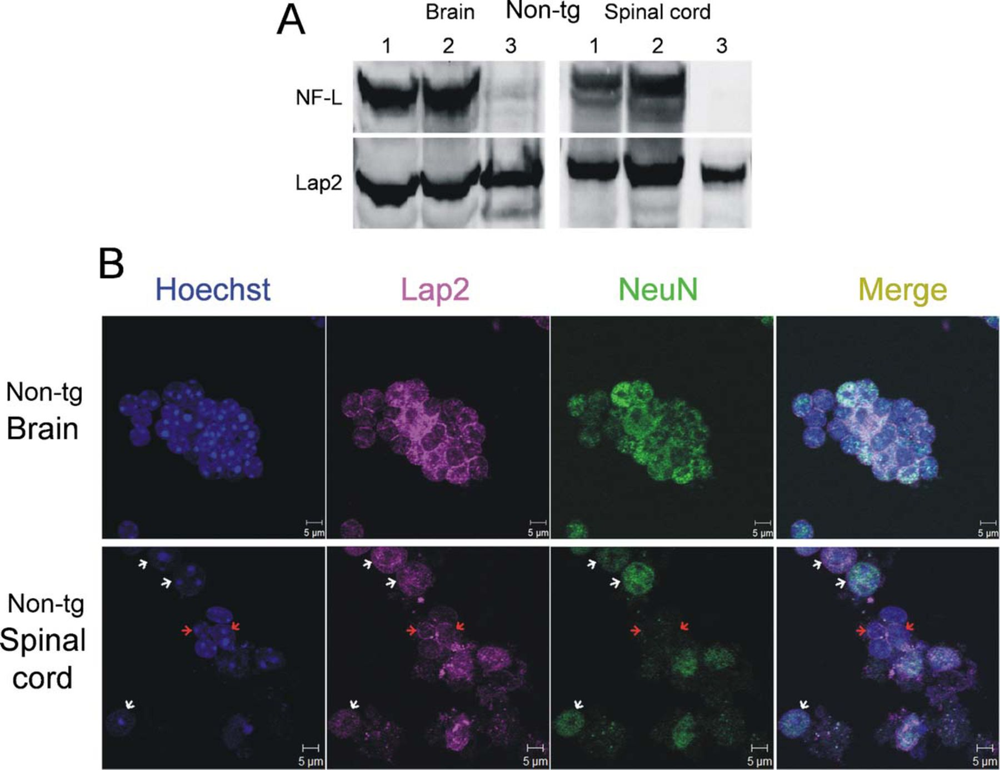 A
Brain Non-tg Spinal cord
1 2 3 1 2 3
NF-L
Lap2
B
Hoechst Lap2 NeuN Merge
Non-tg
Brain
5 µm 5 µm 5 µm 5 µm
Non-tg
Spinal
cord
5 µm 5 µm 5 µm 5 µm